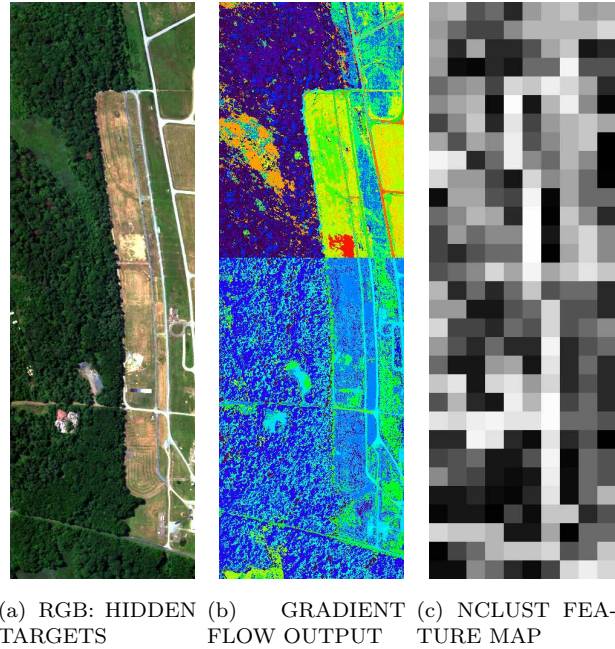 (a) RGB: HIDDEN TARGETS
(b) GRADIENT FLOW OUTPUT
(c) NCLUST FEA-
TURE MAP